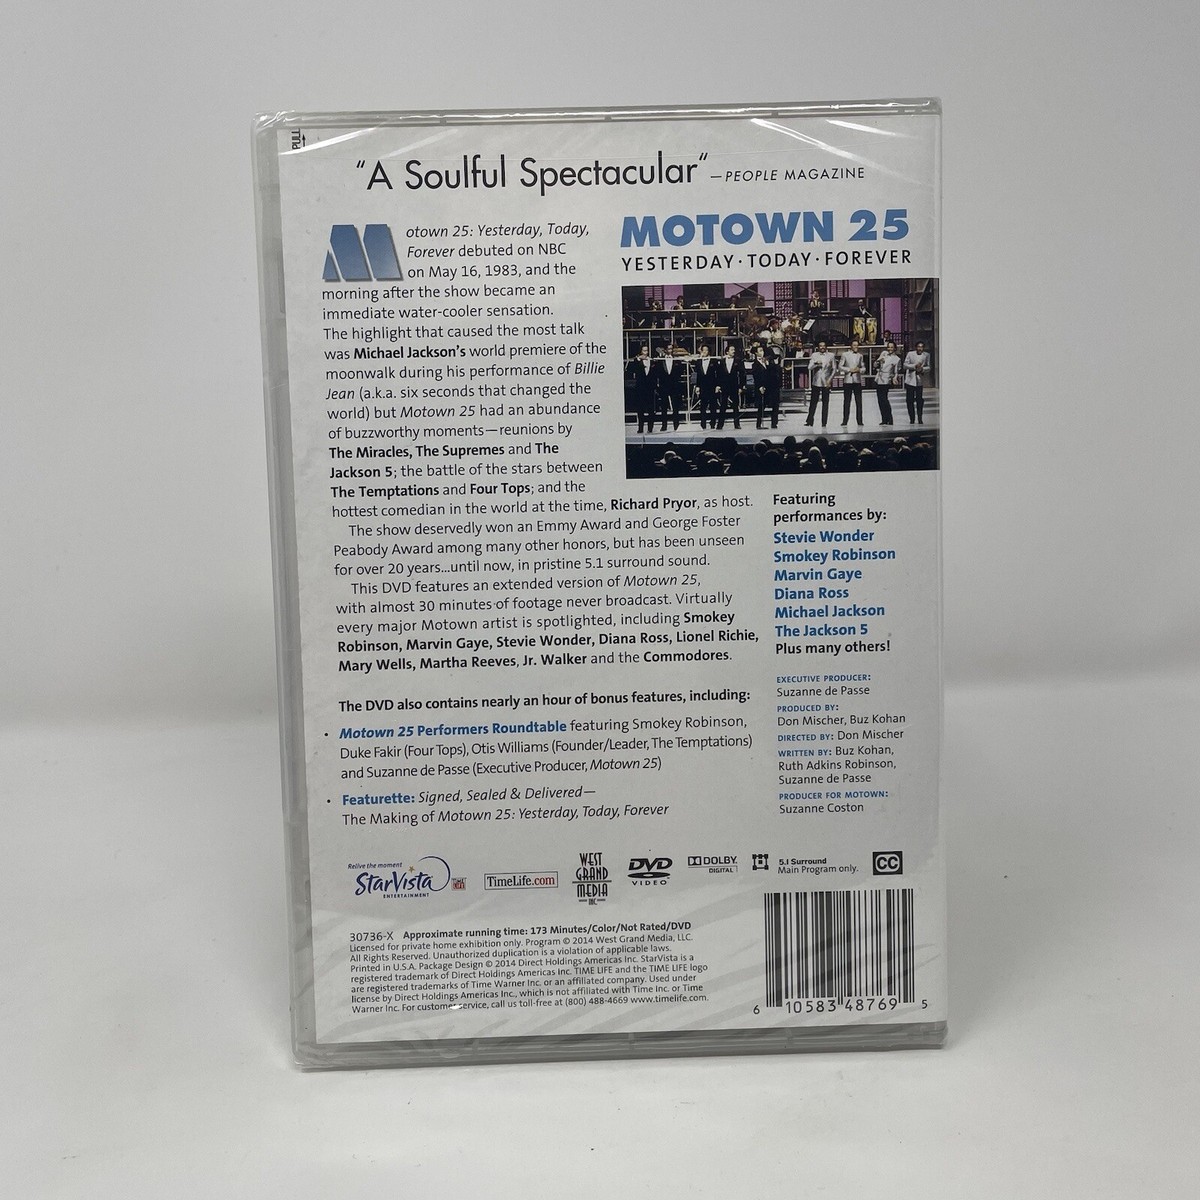 PULL
"A Soulful Spectacular" —PEOPLE MAGAZINE
Motown 25: Yesterday, Today,
Forever debuted on NBC
on May 16, 1983, and the
morning after the show became an
immediate water-cooler sensation.
The highlight that caused the most talk
was Michael Jackson's world premiere of the
moonwalk during his performance of Billie
Jean (a.k.a. six seconds that changed the
world) but Motown 25 had an abundance
of buzzworthy moments—reunions by
The Miracles, The Supremes and The
Jackson 5; the battle of the stars between
The Temptations and Four Tops; and the
hottest comedian in the world at the time, Richard Pryor, as host.
The show deservedly won an Emmy Award and George Foster
Peabody Award among many other honors, but has been unseen
for over 20 years...until now, in pristine 5.1 surround sound.
This DVD features an extended version of Motown 25,
with almost 30 minutes of footage never broadcast. Virtually
every major Motown artist is spotlighted, including Smokey
Robinson, Marvin Gaye, Stevie Wonder, Diana Ross, Lionel Richie,
Mary Wells, Martha Reeves, Jr. Walker and the Commodores.
The DVD also contains nearly an hour of bonus features, including:
• Motown 25 Performers Roundtable featuring Smokey Robinson,
Duke Fakir (Four Tops), Otis Williams (Founder/Leader, The Temptations)
and Suzanne de Passe (Executive Producer, Motown 25)
• Featurette: Signed, Sealed & Delivered—
The Making of Motown 25: Yesterday, Today, Forever
MOTOWN 25
YESTERDAY·TODAY·FOREVER
Featuring
performances by:
Stevie Wonder
Smokey Robinson
Marvin Gaye
Diana Ross
Michael Jackson
The Jackson 5
Plus many others!
EXECUTIVE PRODUCER:
Suzanne de Passe
PRODUCED BY:
Don Mischer, Buz Kohan
DIRECTED BY: Don Mischer
WRITTEN BY: Buz Kohan,
Ruth Adkins Robinson,
Suzanne de Passe
PRODUCER FOR MOTOWN:
Suzanne Coston
Relive the moment
StarVista
ENTERTAINMENT
TimeLife.com
WEST
GRAND
MEDIA
INC
DVD
VIDEO
DOLBY
DIGITAL
5.1 Surround
Main Program only.
CC
30736-X Approximate running time: 173 Minutes/Color/Not Rated/DVD
Licensed for private home exhibition only. Program © 2014 West Grand Media, LLC.
All Rights Reserved. Unauthorized duplication is a violation of applicable laws.
Printed in U.S.A. Package Design © 2014 Direct Holdings Americas Inc. StarVista is a
registered trademark of Direct Holdings Americas Inc. TIME LIFE and the TIME LIFE logo
are registered trademarks of Time Warner Inc. or an affiliated company. Used under
license by Direct Holdings Americas Inc., which is not affiliated with Time Inc. or Time
Warner Inc. For customer service, call us toll-free at (800) 488-4669 www.timelife.com.
6 10583 48769 5